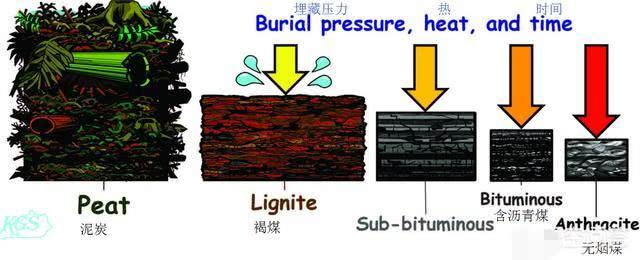 埋藏压力 热 时间
Burial pressure, heat, and time
Peat
泥炭
Lignite
褐煤
Sub-bituminous
Bituminous
含沥青煤
Anthracite
无烟煤
KGS